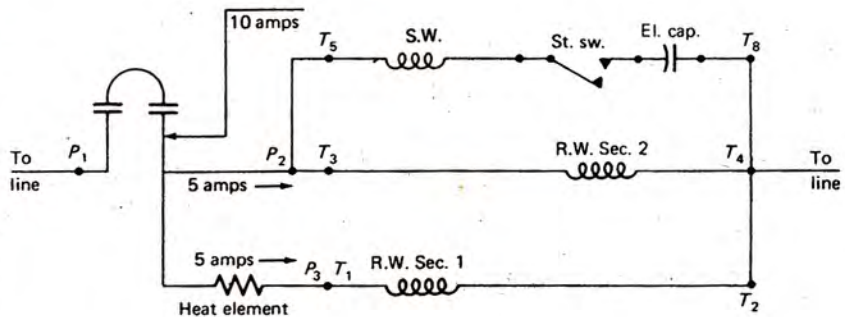 10 amps
T5 S.W. St. sw. El. cap. T8
To line P1 P2 T3 R.W. Sec. 2 T4 To line
5 amps
5 amps P3 T1 R.W. Sec. 1 T2
Heat element